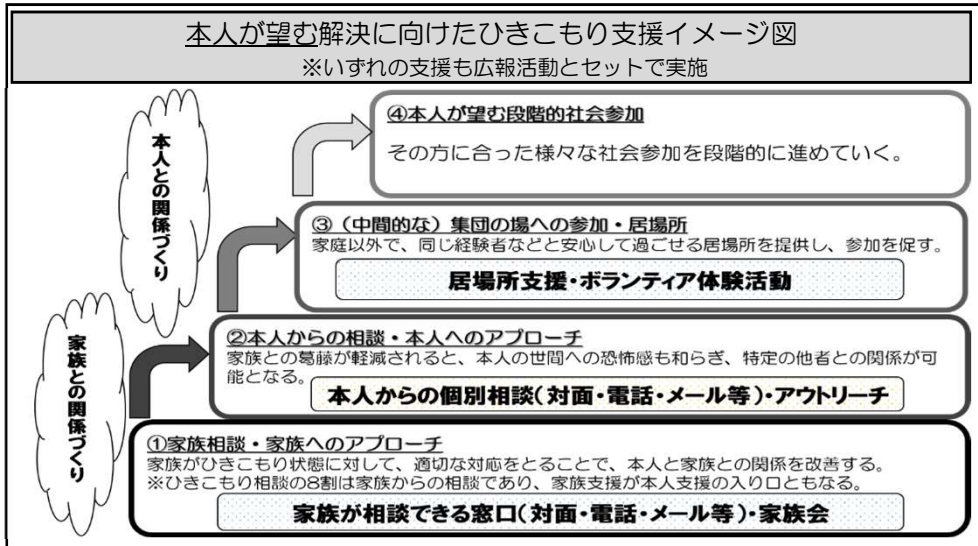 本人が望む解決に向けたひきこもり支援イメージ図
※いずれの支援も広報活動とセットで実施
本人との関係づくり
④本人が望む段階的社会参加
その方に合った様々な社会参加を段階的に進めていく。
③（中間的な）集団の場への参加・居場所
家庭以外で、同じ経験者などと安心して過ごせる居場所を提供し、参加を促す。
居場所支援・ボランティア体験活動
家族との関係づくり
②本人からの相談・本人へのアプローチ
家族との葛藤が軽減されると、本人の世間への恐怖感も和らぎ、特定の他者との関係が可
能となる。
本人からの個別相談（対面・電話・メール等）・アウトリーチ
①家族相談・家族へのアプローチ
家族がひきこもり状態に対して、適切な対応をとることで、本人と家族との関係を改善する。
※ひきこもり相談の8割は家族からの相談であり、家族支援が本人支援の入り口ともなる。
家族が相談できる窓口（対面・電話・メール等）・家族会